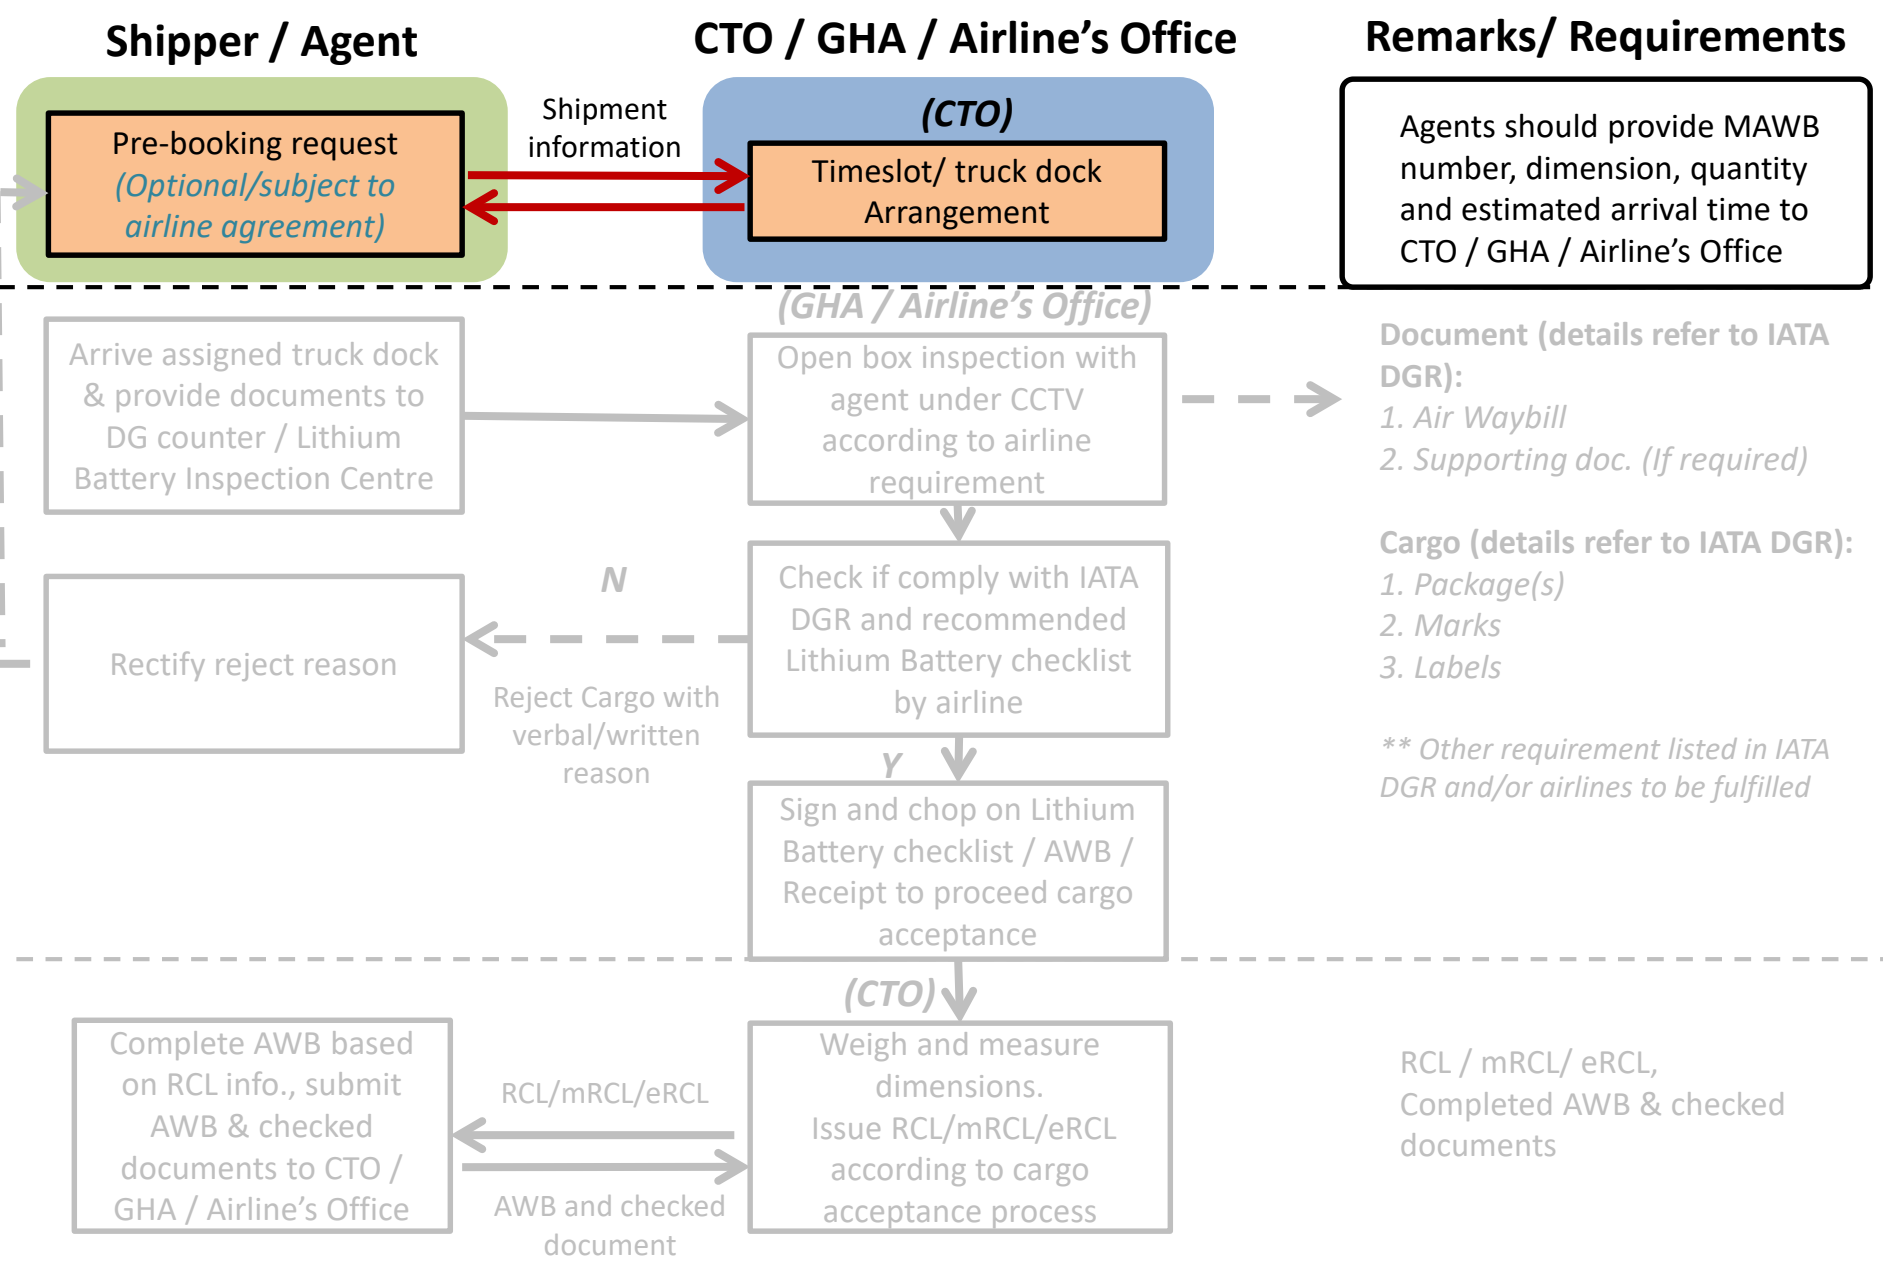 Shipper / Agent
CTO / GHA / Airline's Office
Remarks/ Requirements
Pre-booking request
(Optional/subject to
airline agreement)
Shipment
information
(CTO)
Timeslot/ truck dock
Arrangement
Agents should provide MAWB
number, dimension, quantity
and estimated arrival time to
CTO / GHA / Airline's Office
(GHA / Airline's Office)
Arrive assigned truck dock
& provide documents to
DG counter / Lithium
Battery Inspection Centre
Open box inspection with
agent under CCTV
according to airline
requirement
Document (details refer to IATA
DGR):
1. Air Waybill
2. Supporting doc. (If required)
Cargo (details refer to IATA DGR):
1. Package(s)
2. Marks
3. Labels
** Other requirement listed in IATA
DGR and/or airlines to be fulfilled
Rectify reject reason
N
Reject Cargo with
verbal/written
reason
Check if comply with IATA
DGR and recommended
Lithium Battery checklist
by airline
Y
Sign and chop on Lithium
Battery checklist / AWB /
Receipt to proceed cargo
acceptance
(CTO)
Complete AWB based
on RCL info., submit
AWB & checked
documents to CTO /
GHA / Airline's Office
RCL/mRCL/eRCL
AWB and checked
document
Weigh and measure
dimensions.
Issue RCL/mRCL/eRCL
according to cargo
acceptance process
RCL / mRCL/ eRCL,
Completed AWB & checked
documents